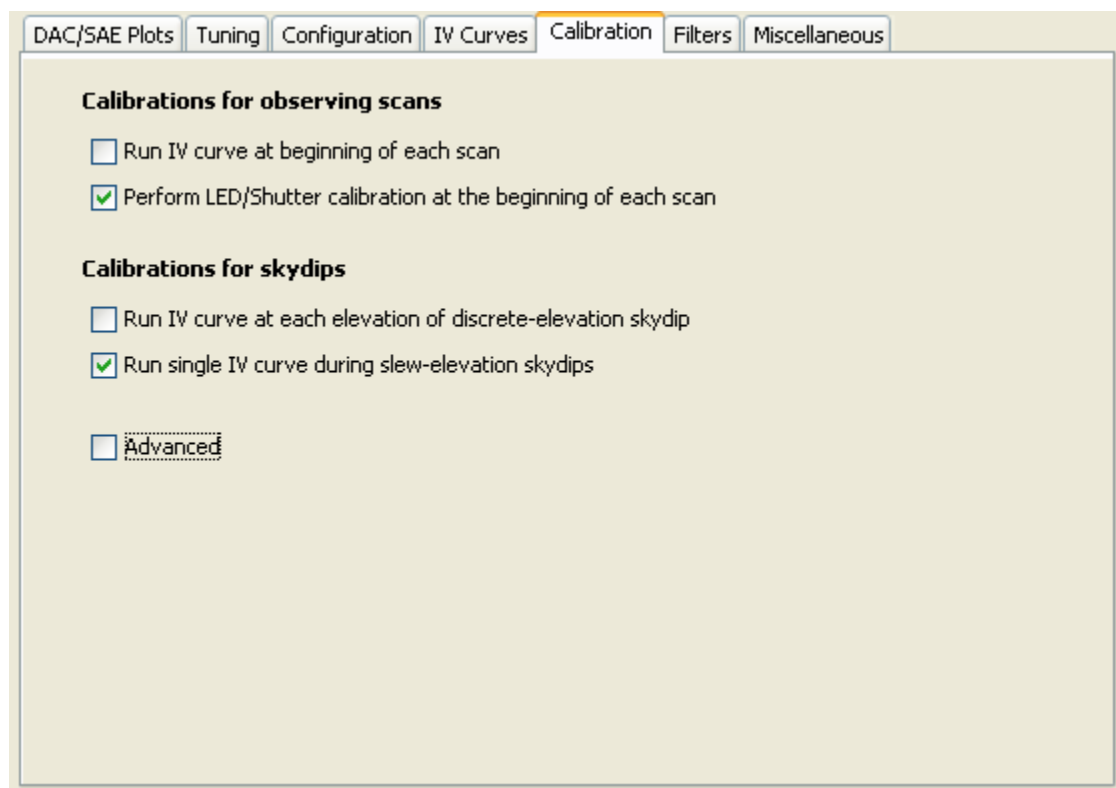 DAC/SAE Plots Tuning Configuration IV Curves Calibration Filters Miscellaneous
Calibrations for observing scans
Run IV curve at beginning of each scan
Perform LED/Shutter calibration at the beginning of each scan
Calibrations for skydips
Run IV curve at each elevation of discrete-elevation skydip
Run single IV curve during slew-elevation skydips
Advanced